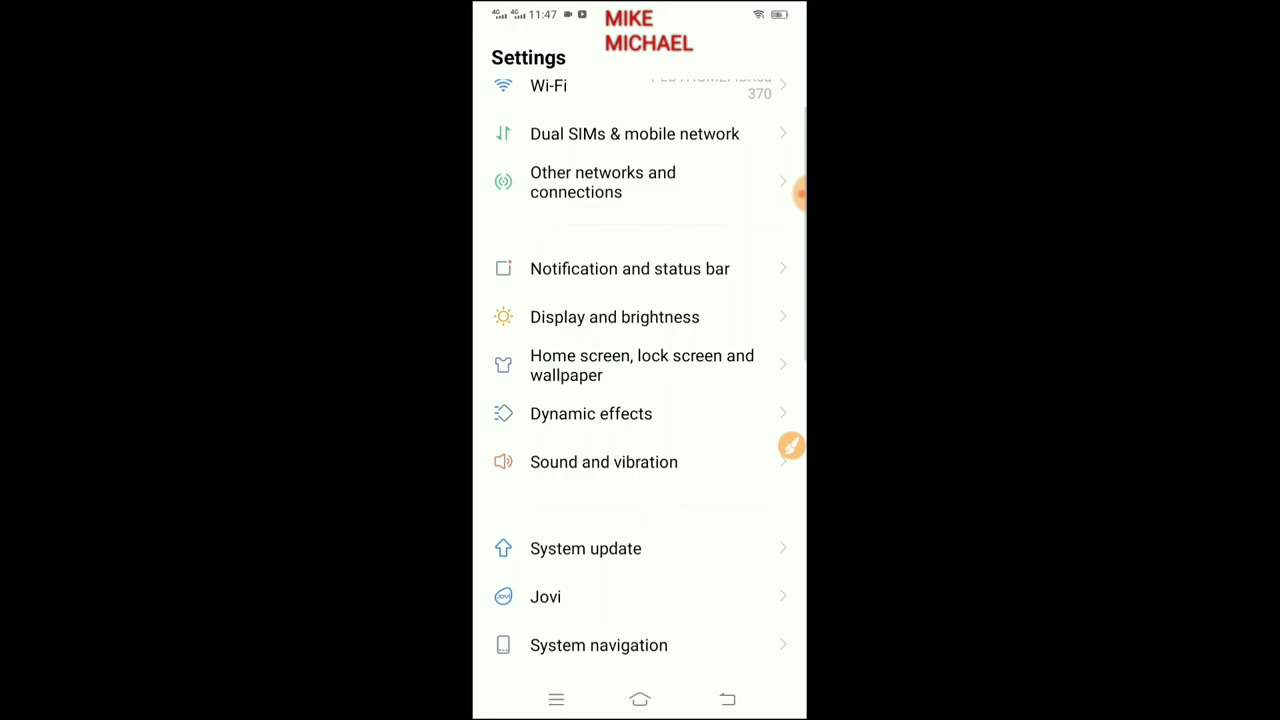 4G 4G 11:47
MIKE
MICHAEL
Settings
Wi-Fi
370
Dual SIMs & mobile network
Other networks and
connections
Notification and status bar
Display and brightness
Home screen, lock screen and
wallpaper
Dynamic effects
Sound and vibration
System update
Jovi
System navigation